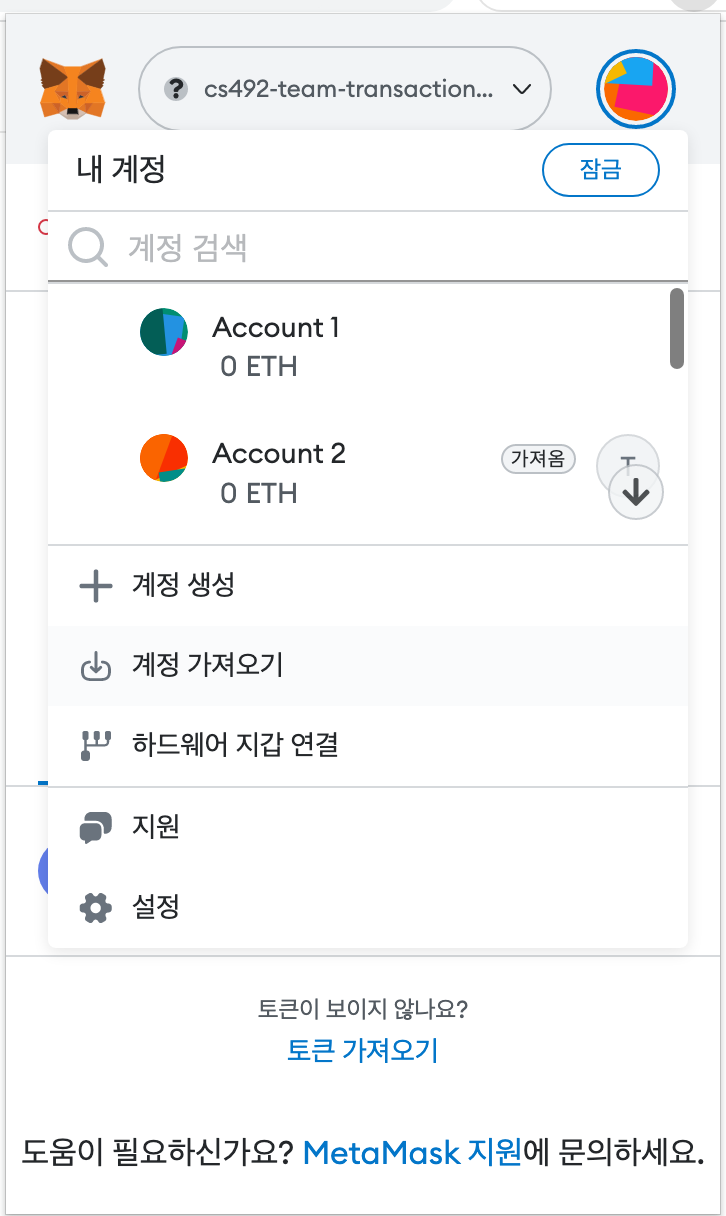 ? cs492-team-transaction...
내 계정
잠금
계정 검색
Account 1
0 ETH
Account 2
가져옴
0 ETH
계정 생성
계정 가져오기
하드웨어 지갑 연결
지원
설정
토큰이 보이지 않나요?
토큰 가져오기
도움이 필요하신가요? MetaMask 지원에 문의하세요.